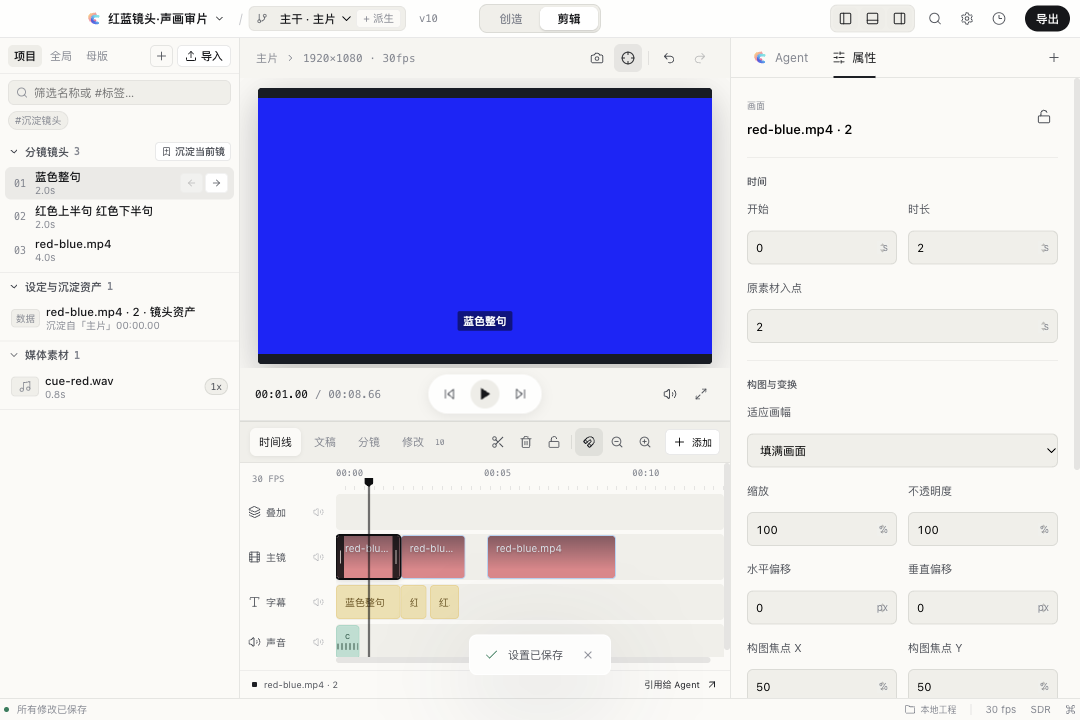 红蓝镜头·声画审片
/
主干 · 主片
+ 派生
v10
创造
剪辑
导出
项目
全局
母版
导入
筛选名称或 #标签...
#沉淀镜头
分镜镜头 3
沉淀当前镜
01
蓝色整句
2.0s
02
红色上半句 红色下半句
2.0s
03
red-blue.mp4
4.0s
设定与沉淀资产 1
数据
red-blue.mp4 · 2 · 镜头资产
沉淀自「主片」00:00.00
媒体素材 1
cue-red.wav
0.8s
1x
主片 > 1920×1080 · 30fps
蓝色整句
00:01.00 / 00:08.66
时间线
文稿
分镜
修改 10
添加
30 FPS
00:00
00:05
00:10
叠加
主镜
red-blu...
red-blu...
red-blue.mp4
字幕
蓝色整句
红
红
声音
c
设置已保存
red-blue.mp4 · 2
引用给 Agent
Agent
属性
画面
red-blue.mp4 · 2
时间
开始
时长
0
2
原素材入点
2
构图与变换
适应画幅
填满画面
缩放
不透明度
100 %
100 %
水平偏移
垂直偏移
0 px
0 px
构图焦点 X
构图焦点 Y
50 %
50 %
所有修改已保存
本地工程
30 fps
SDR